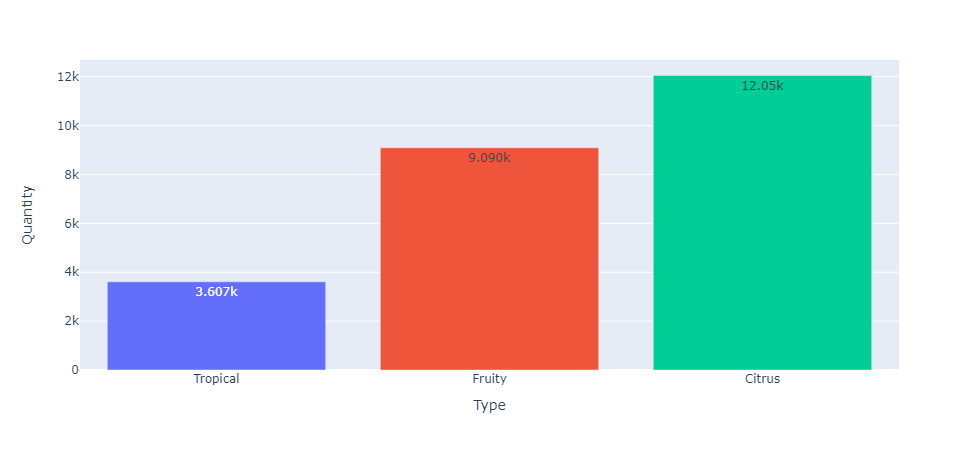 12k
10k
8k
6k
4k
2k
0
Quantity
3.607k
9.090k
12.05k
Tropical
Fruity
Citrus
Type